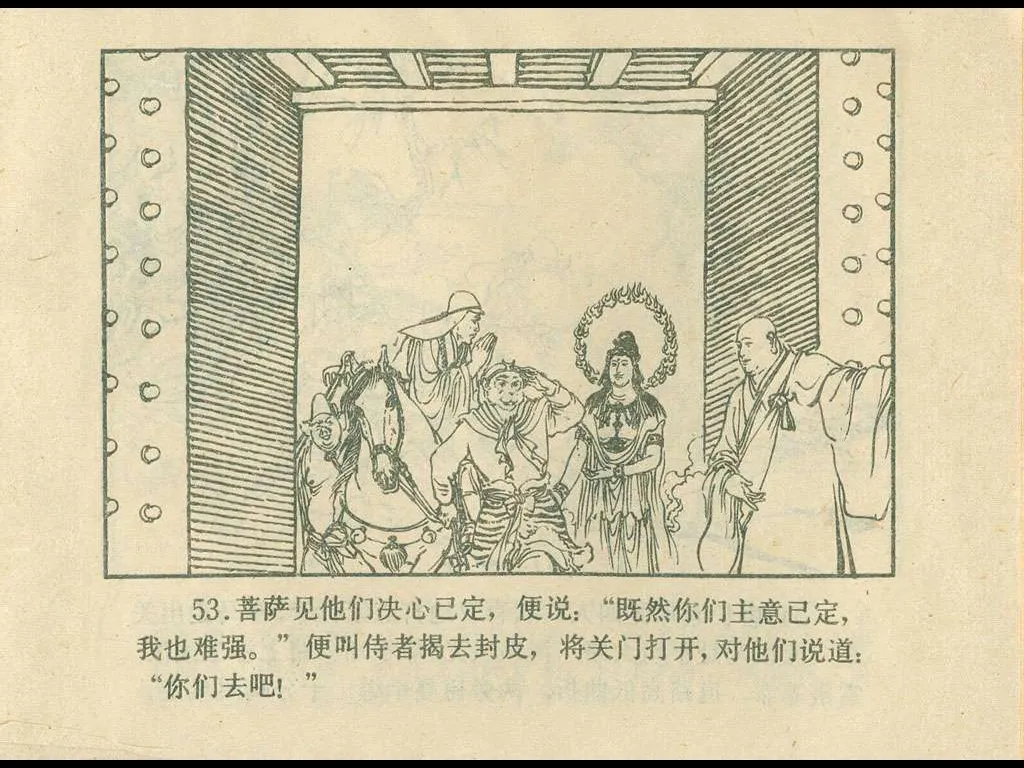 53.菩萨见他们决心已定，便说：“既然你们主意已定，
我也难强。”便叫侍者揭去封皮，将关门打开，对他们说道：
“你们去吧！”